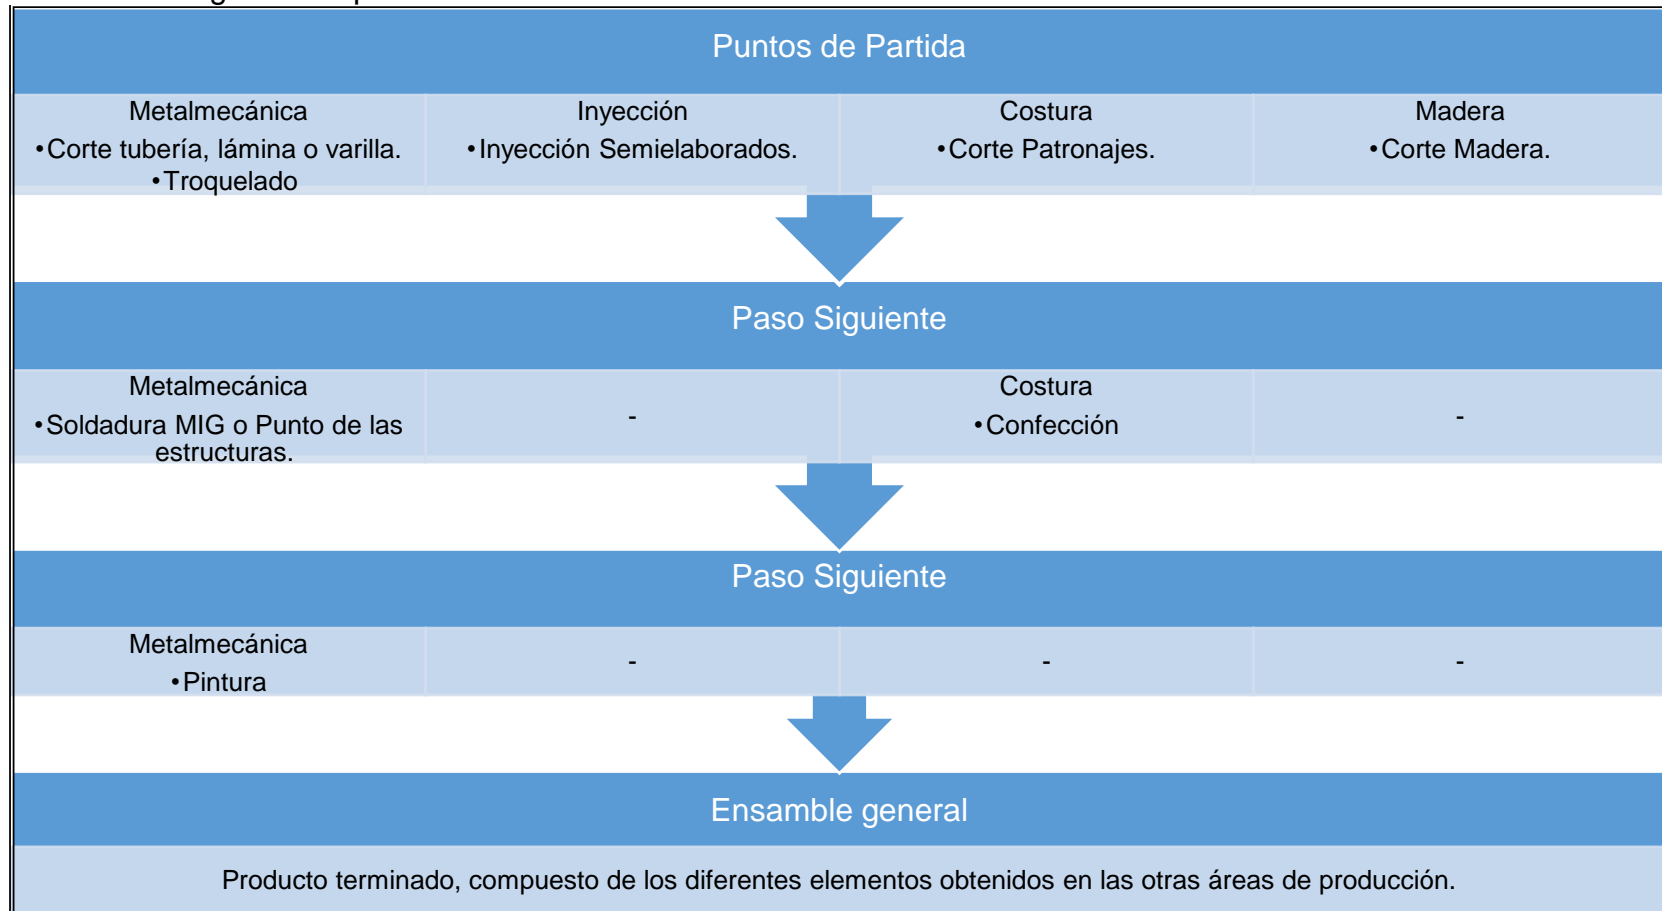 Puntos de Partida
Metalmecánica
•Corte tubería, lámina o varilla.
•Troquelado
Inyección
•Inyección Semielaborados.
Costura
•Corte Patronajes.
Madera
•Corte Madera.
Paso Siguiente
Metalmecánica
•Soldadura MIG o Punto de las
estructuras.
-
Costura
•Confección
-
Paso Siguiente
Metalmecánica
•Pintura
-
-
-
Ensamble general
Producto terminado, compuesto de los diferentes elementos obtenidos en las otras áreas de producción.